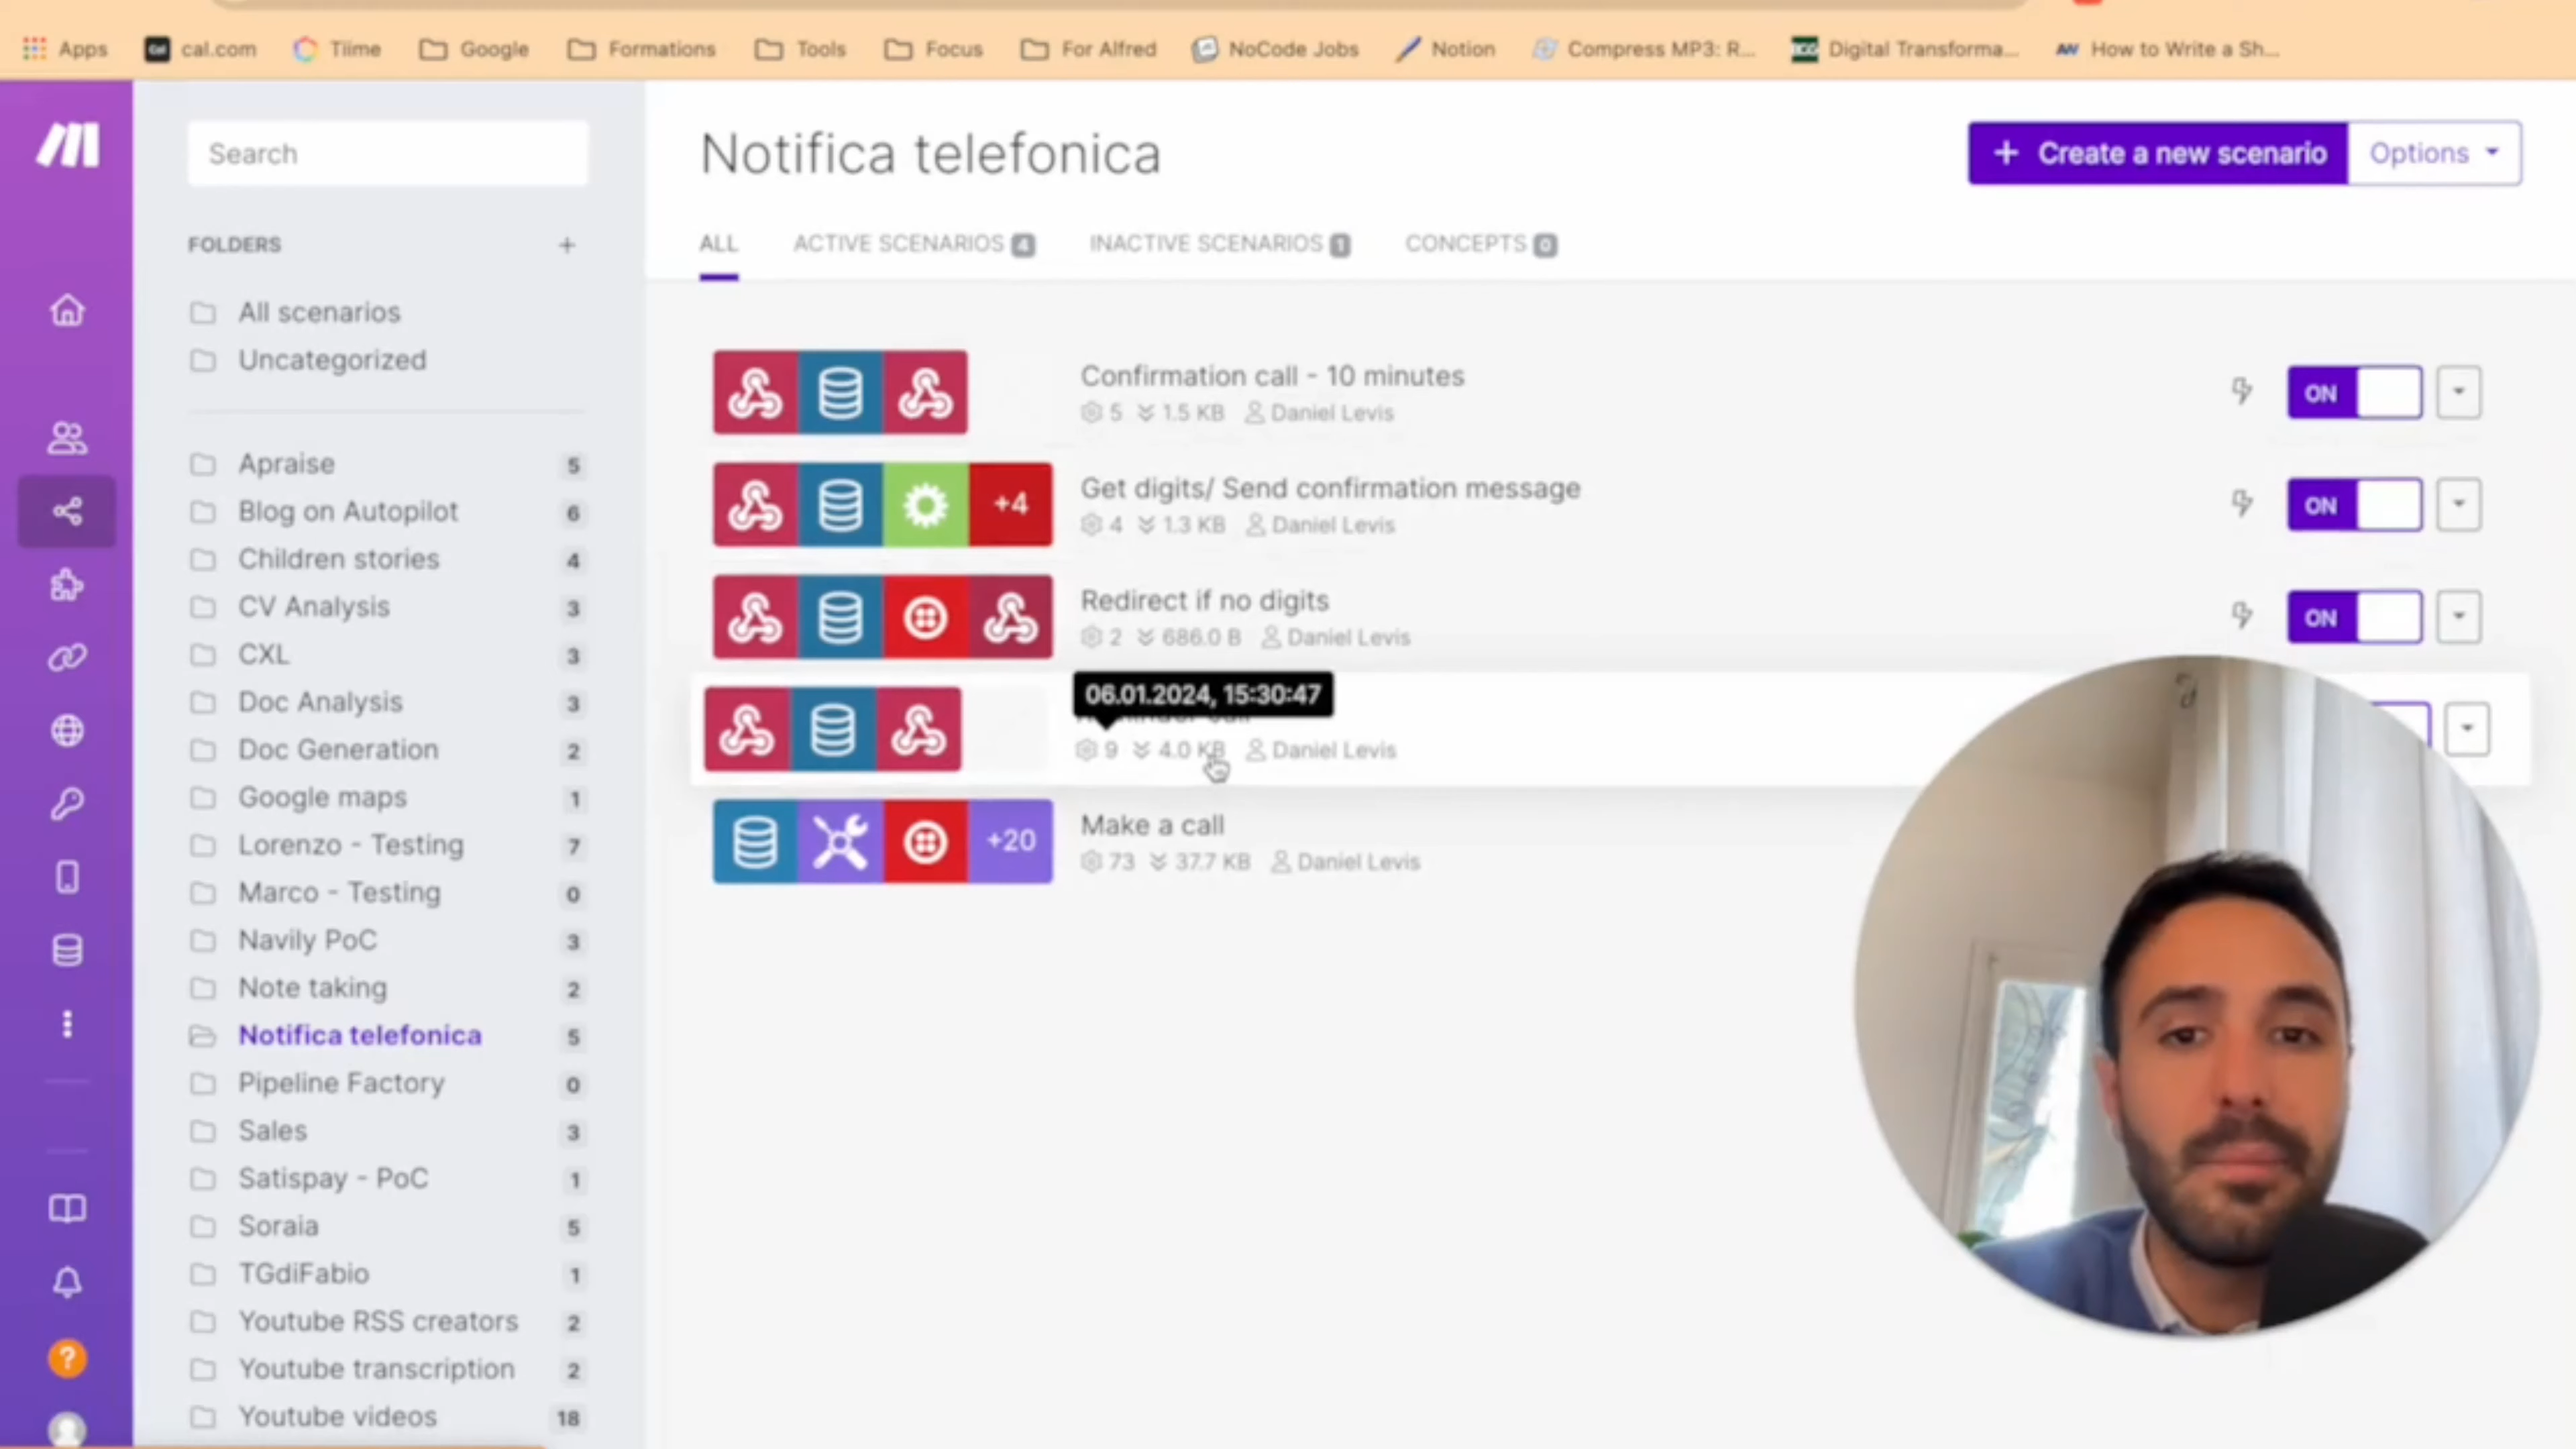 Apps cal.com Tiime Google Formations Tools Focus For Alfred NoCode Jobs Notion Compress MP3: R... Digital Transforma... How to Write a Sh...
Search
FOLDERS +
All scenarios
Uncategorized
Apraise 5
Blog on Autopilot 6
Children stories 4
CV Analysis 3
CXL 3
Doc Analysis 3
Doc Generation 2
Google maps 1
Lorenzo - Testing 7
Marco - Testing 0
Navily PoC 3
Note taking 2
Notifica telefonica 5
Pipeline Factory 0
Sales 3
Satispay - PoC 1
Soraia 5
TGdiFabio 1
Youtube RSS creators 2
Youtube transcription 2
Youtube videos 18
?
Notifica telefonica
+ Create a new scenario Options
ALL ACTIVE SCENARIOS 4 INACTIVE SCENARIOS 1 CONCEPTS 0
Confirmation call - 10 minutes
5 1.5 KB Daniel Levis
ON
+4
Get digits/ Send confirmation message
4 1.3 KB Daniel Levis
ON
Redirect if no digits
2 686.0 B Daniel Levis
ON
06.01.2024, 15:30:47
9 4.0 KB Daniel Levis
+20
Make a call
73 37.7 KB Daniel Levis